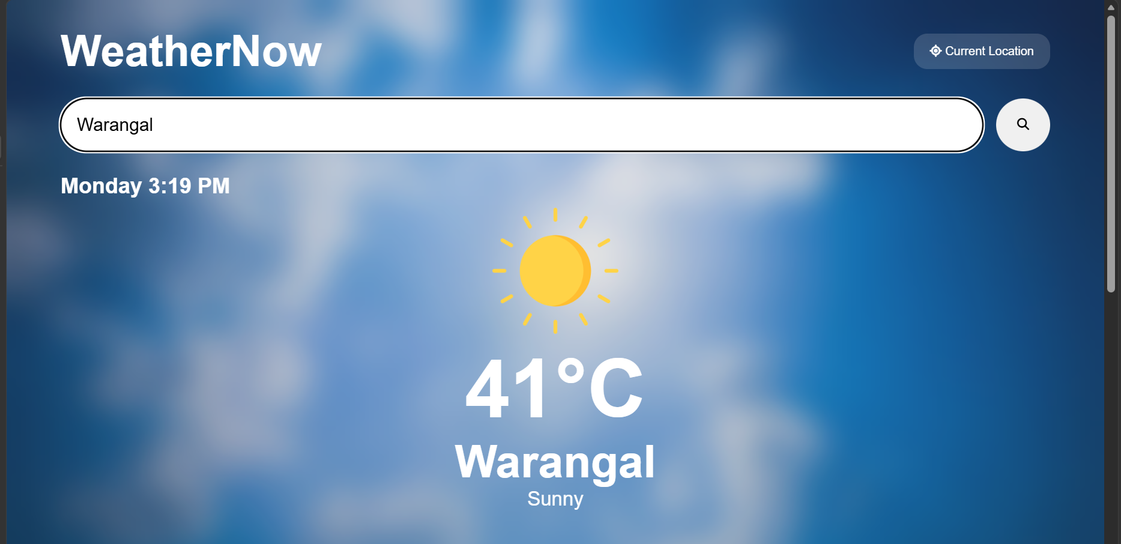 WeatherNow
Current Location
Warangal
Monday 3:19 PM
41°C
Warangal
Sunny